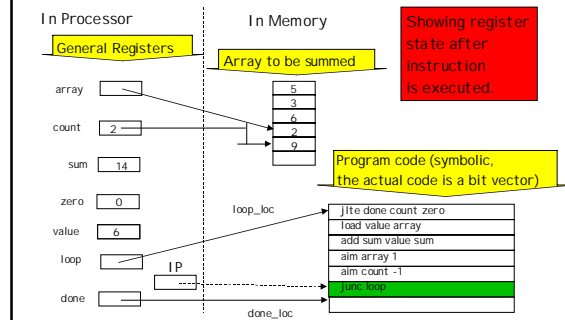 In Processor
In Memory
General Registers
Array to be summed
Showing register
state after
instruction
is executed.
array
count 2
sum 14
zero 0
value 6
loop
done
IP
5
3
6
2
9
Program code (symbolic,
the actual code is a bit vector)
loop_loc
done_loc
jlte done count zero
load value array
add sum value sum
aim array 1
aim count -1
junc loop